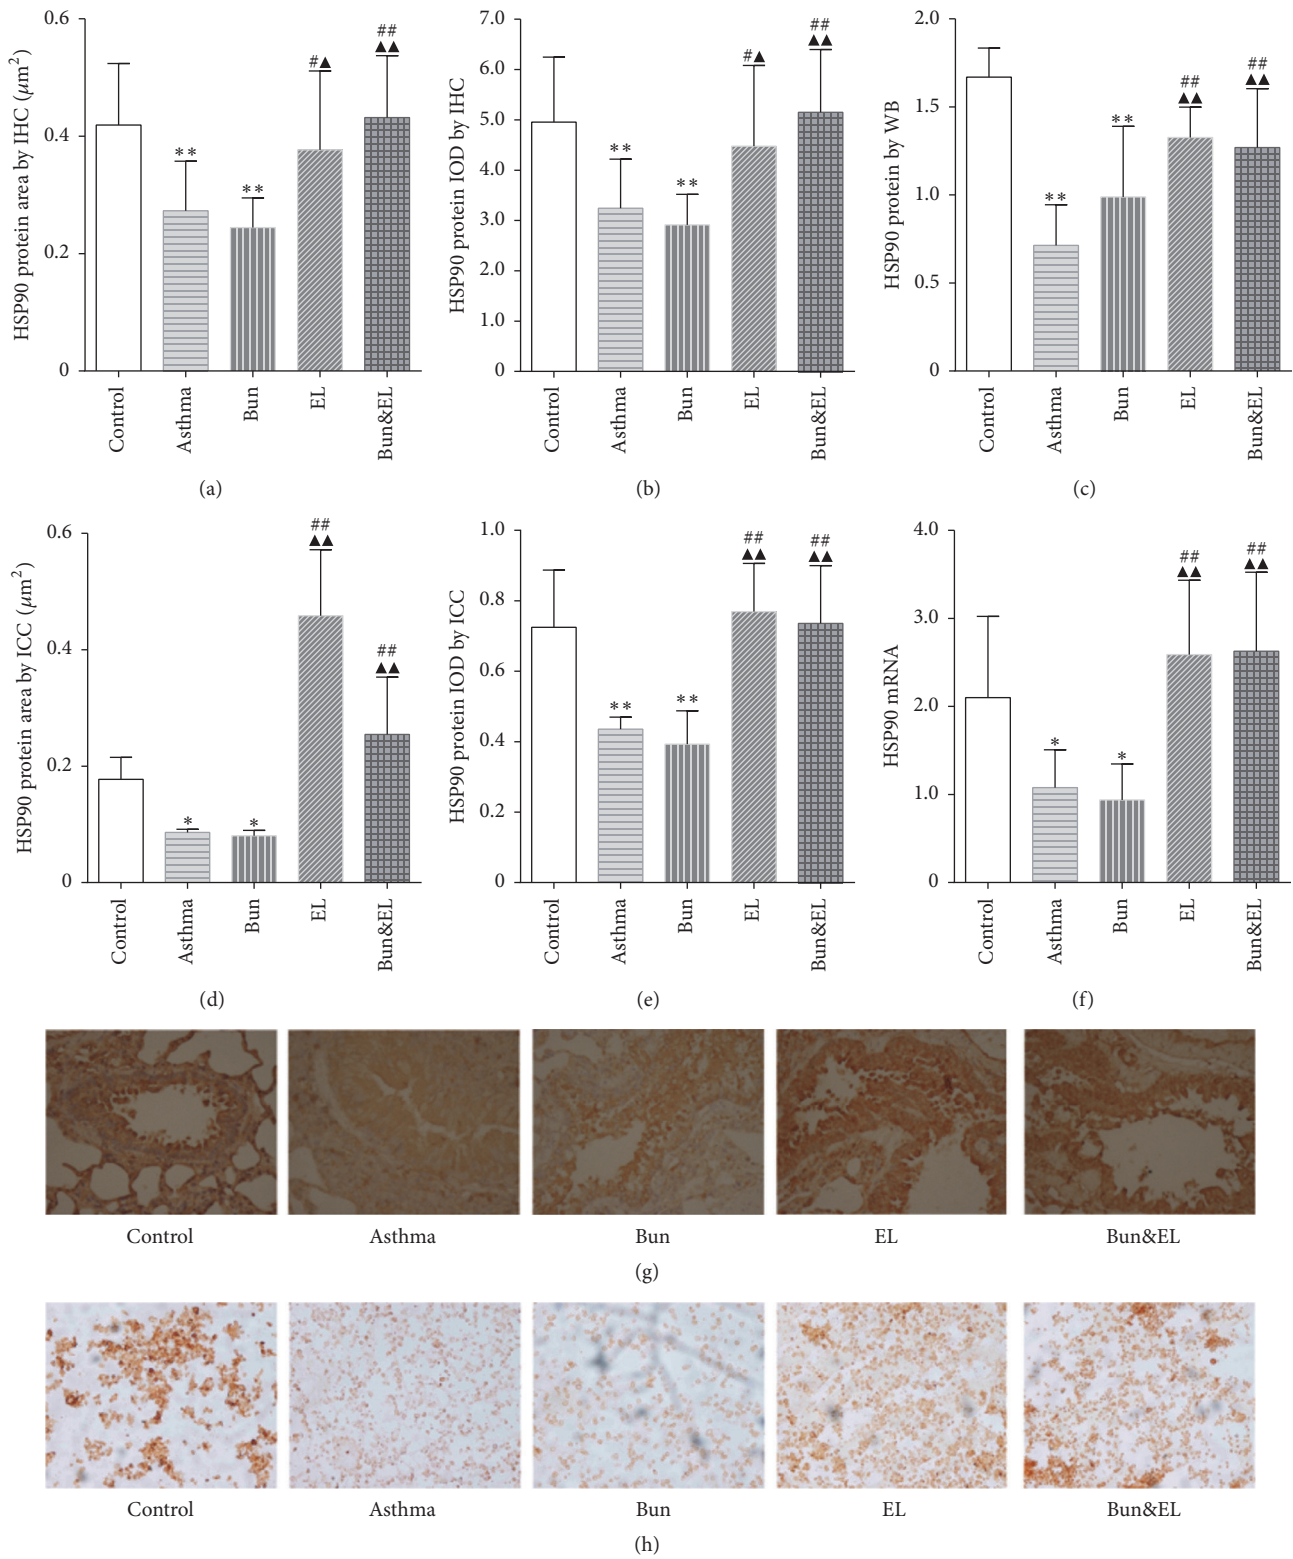 HSP90 protein area by IHC (μm²)
0.6
0.4
0.2
0
**
**
#▲
##
▲▲
Control
Asthma
Bun
EL
Bun&EL
(a)
HSP90 protein IOD by IHC
7.0
6.0
5.0
4.0
3.0
2.0
1.0
0
**
**
#▲
##
▲▲
Control
Asthma
Bun
EL
Bun&EL
(b)
HSP90 protein by WB
2.0
1.5
1.0
0.5
0
**
**
##
▲▲
##
▲▲
Control
Asthma
Bun
EL
Bun&EL
(c)
HSP90 protein area by ICC (μm²)
0.6
0.4
0.2
0
*
*
##
▲▲
##
▲▲
Control
Asthma
Bun
EL
Bun&EL
(d)
HSP90 protein IOD by ICC
1.0
0.8
0.6
0.4
0.2
0
**
**
##
▲▲
##
▲▲
Control
Asthma
Bun
EL
Bun&EL
(e)
HSP90 mRNA
4.0
3.0
2.0
1.0
0
*
*
##
▲▲
##
▲▲
Control
Asthma
Bun
EL
Bun&EL
(f)
Control
Asthma
Bun
EL
Bun&EL
(g)
Control
Asthma
Bun
EL
Bun&EL
(h)